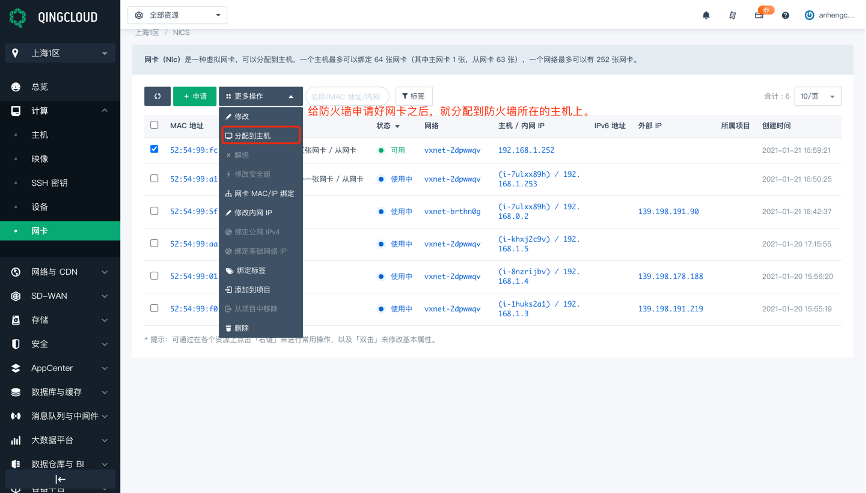 QINGCLOUD
全部资源
券
anhengc...
上海1区
上海1区 / NICS
网卡（Nic）是一种虚拟网卡，可以分配到主机，一个主机最多可以绑定 64 张网卡（其中主网卡 1 张，从网卡 63 张），一个网络最多可以有 252 张网卡。
总览
计算
主机
映像
SSH 密钥
设备
网卡
网络与 CDN
SD-WAN
存储
安全
AppCenter
数据库与缓存
消息队列与中间件
大数据平台
数据仓库与 BI
申请
更多操作
名称/MAC 地址/内网
标签
合计：6
10/页
给防火墙申请好网卡之后，就分配到防火墙所在的主机上。
修改
分配到主机
解绑
修改安全组
网卡 MAC/IP 绑定
修改内网 IP
绑定公网 IPv4
绑定基础网络 IP
绑定标签
添加到项目
从项目中移除
删除
MAC 地址 状态 网络 主机 / 内网 IP IPv6 地址 外部 IP 所属项目 创建时间
52:54:99:fc 张网卡 / 从网卡 可用 vxnet-2dpwwqv 192.168.1.252 2021-01-21 16:59:21
52:54:99:a1 一张网卡 / 从网卡 使用中 vxnet-2dpwwqv (i-7ulxx89h) / 192.168.1.253 2021-01-21 16:50:25
52:54:99:5f 使用中 vxnet-brthn0g (i-7ulxx89h) / 192.168.0.2 139.198.191.90 2021-01-21 16:42:37
52:54:99:aa 使用中 vxnet-2dpwwqv (i-khxj2c9v) / 192.168.1.5 2021-01-20 17:15:55
52:54:99:01 使用中 vxnet-2dpwwqv (i-8nzrijbv) / 192.168.1.4 139.198.178.188 2021-01-20 15:56:20
52:54:99:f0 使用中 vxnet-2dpwwqv (i-1huks2a1) / 192.168.1.3 139.198.191.219 2021-01-20 15:55:19
* 提示：可通过在各个资源上点击「右键」来进行常用操作，以及「双击」来修改基本属性。